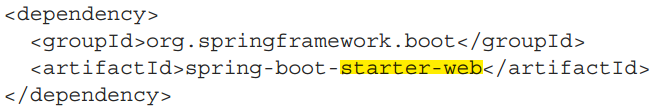 <dependency>
<groupId>org.springframework.boot</groupId>
<artifactId>spring-boot-starter-web</artifactId>
</dependency>